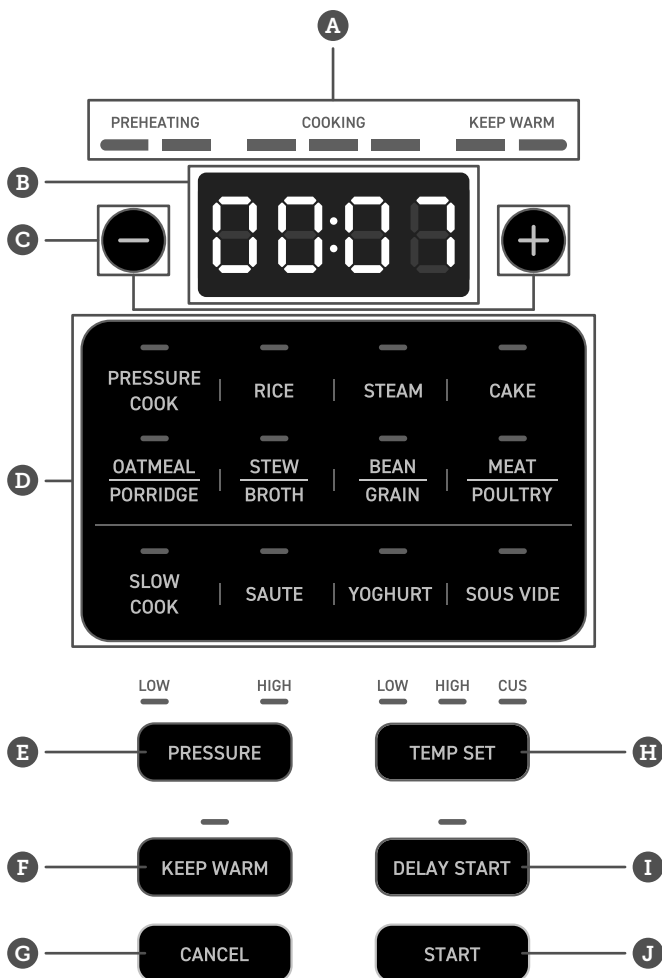 A
PREHEATING COOKING KEEP WARM
B
00:07
C
− +
PRESSURE COOK | RICE | STEAM | CAKE
D
OATMEAL PORRIDGE | STEW BROTH | BEAN GRAIN | MEAT POULTRY
SLOW COOK | SAUTE | YOGHURT | SOUS VIDE
LOW HIGH LOW HIGH CUS
E PRESSURE TEMP SET H
F KEEP WARM DELAY START I
G CANCEL START J